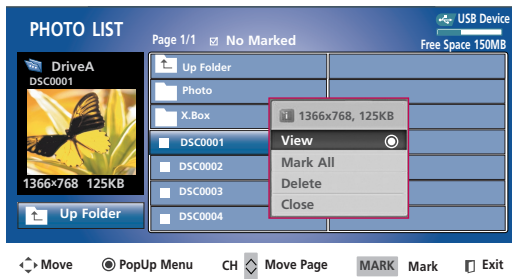 PHOTO LIST
Page 1/1 ☑ No Marked
USB Device
Free Space 150MB
DriveA
DSC0001
1366×768 125KB
Up Folder
Up Folder
Photo
X.Box
DSC0001
DSC0002
DSC0003
DSC0004
1366x768, 125KB
View
Mark All
Delete
Close
Move PopUp Menu CH Move Page MARK Mark Exit